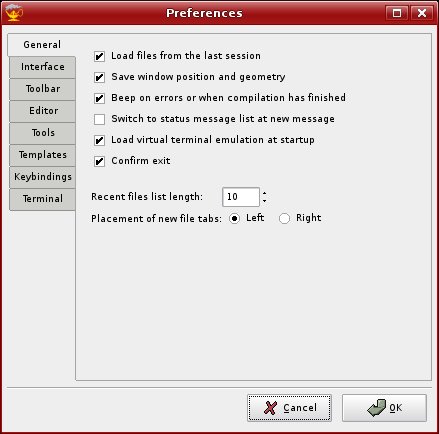 Preferences
General
Interface
Toolbar
Editor
Tools
Templates
Keybindings
Terminal
Load files from the last session
Save window position and geometry
Beep on errors or when compilation has finished
Switch to status message list at new message
Load virtual terminal emulation at startup
Confirm exit
Recent files list length: 10
Placement of new file tabs: Left Right
Cancel OK